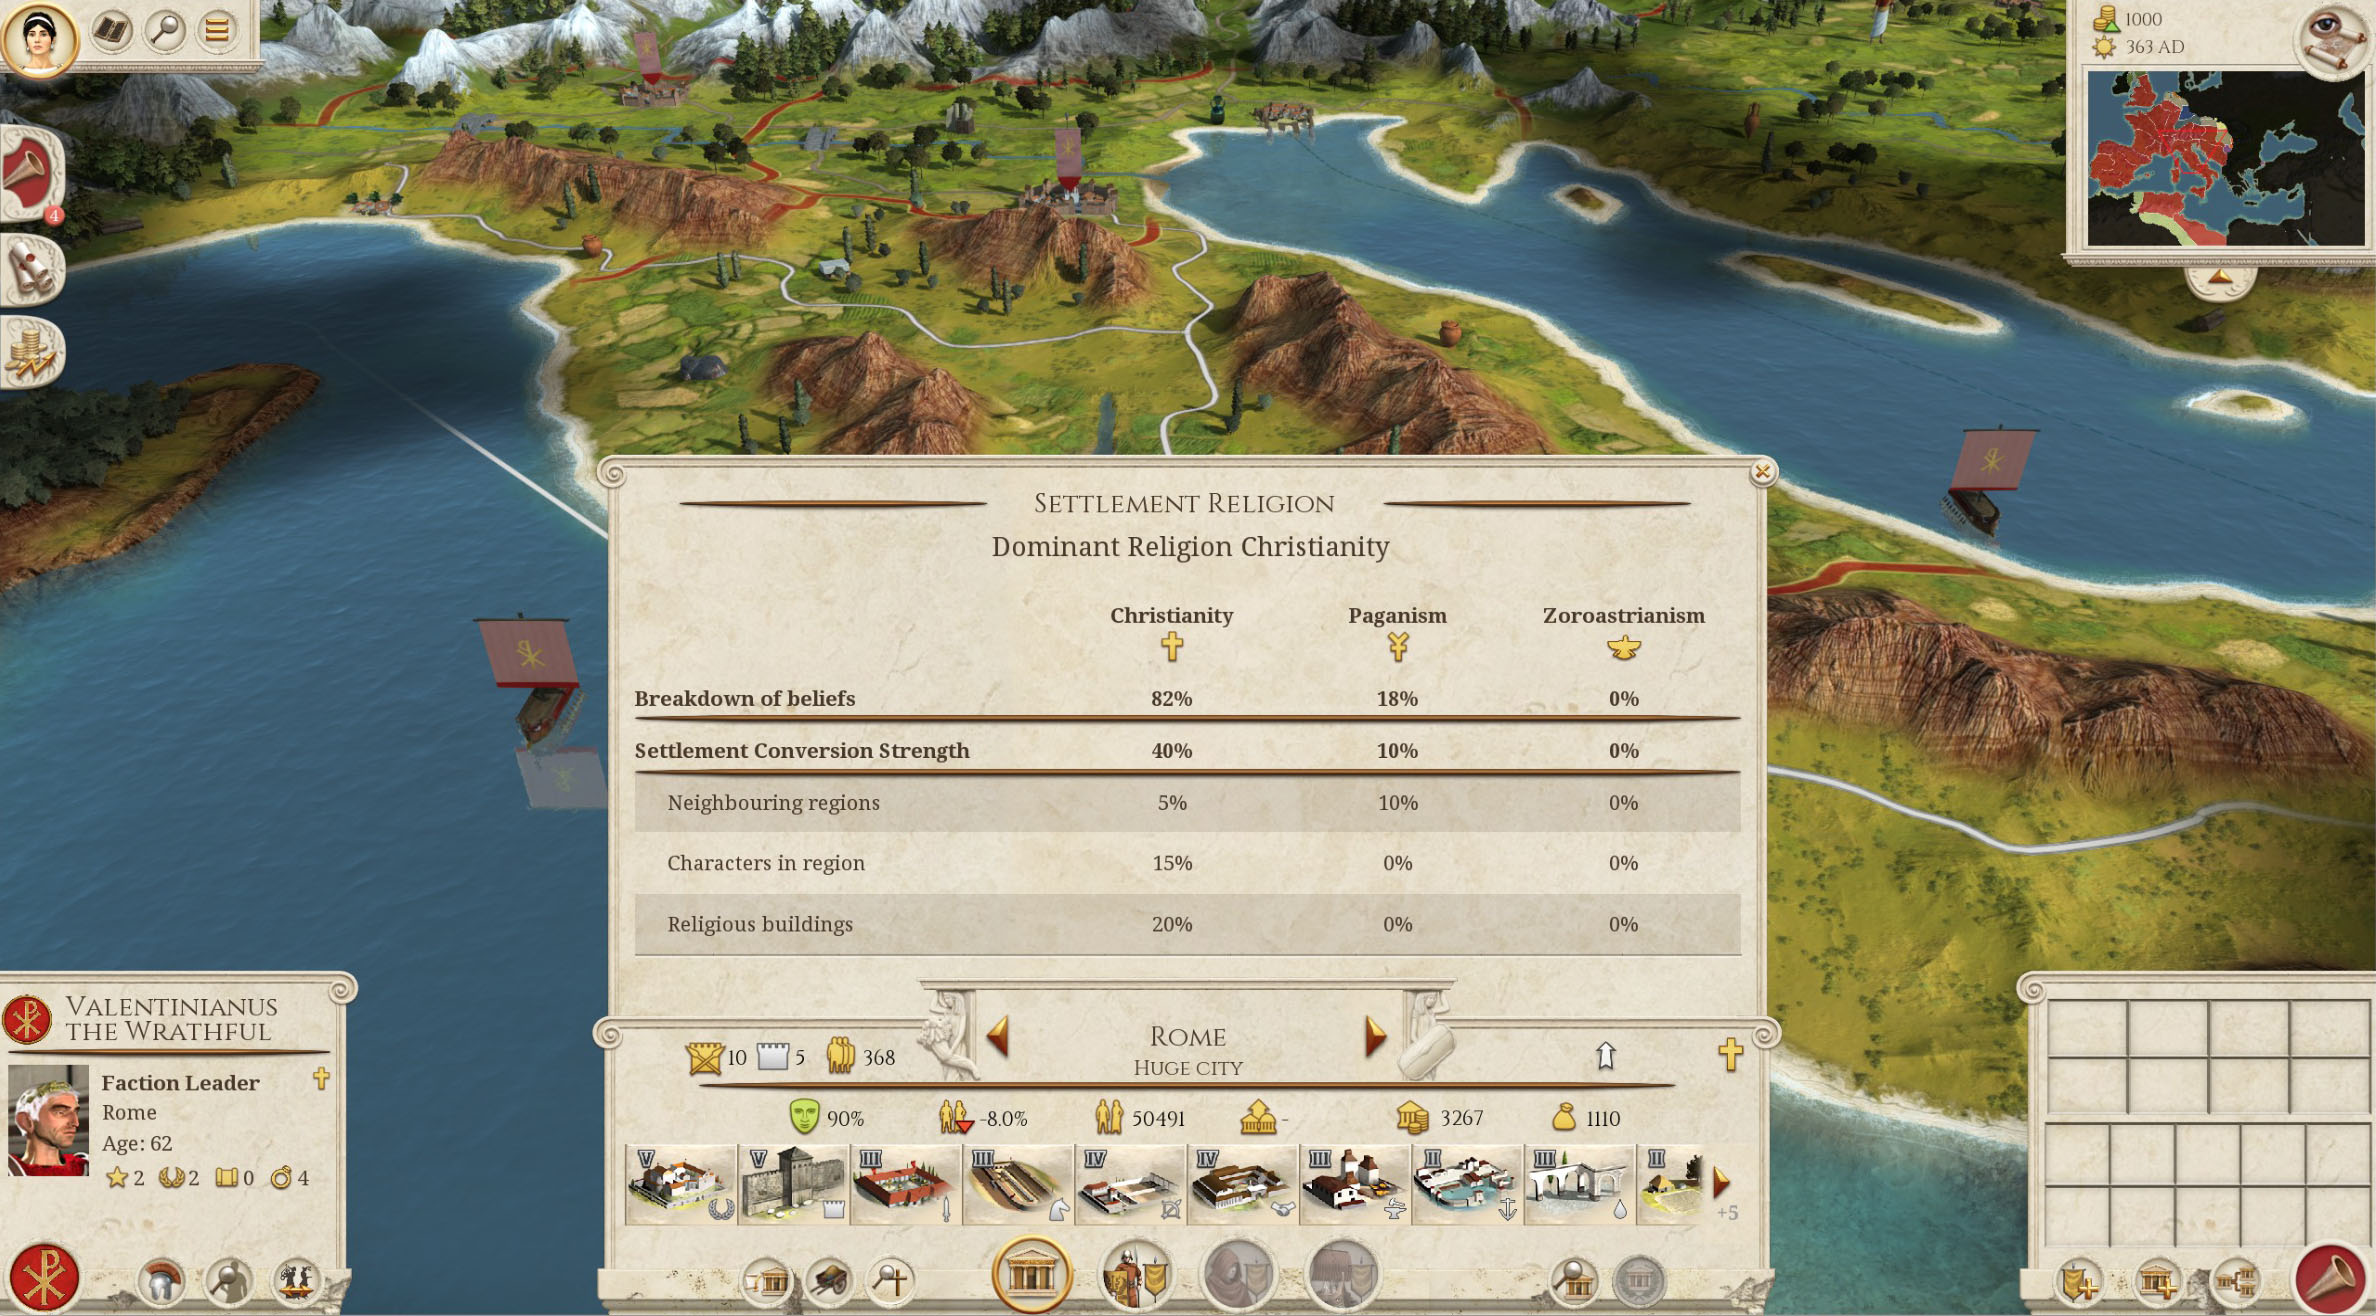 1000
363 AD
4
Settlement Religion
Dominant Religion Christianity
Christianity Paganism Zoroastrianism
Breakdown of beliefs 82% 18% 0%
Settlement Conversion Strength 40% 10% 0%
Neighbouring regions 5% 10% 0%
Characters in region 15% 0% 0%
Religious buildings 20% 0% 0%
Valentinianus
the Wrathful
Faction Leader
Rome
Age: 62
2 2 0 4
10 5 368
Rome
Huge city
90% -8.0% 50491 - 3267 1110
V V III III IV IV III II III II
+5